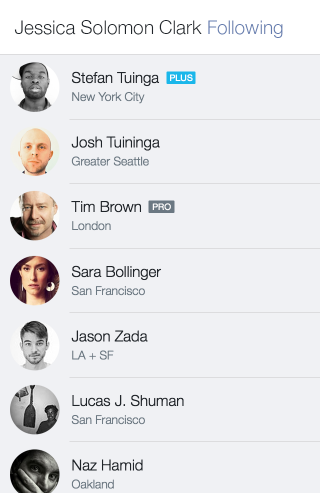 Jessica Solomon Clark Following
Stefan Tuinga PLUS
New York City
Josh Tuininga
Greater Seattle
Tim Brown PRO
London
Sara Bollinger
San Francisco
Jason Zada
LA + SF
Lucas J. Shuman
San Francisco
Naz Hamid
Oakland